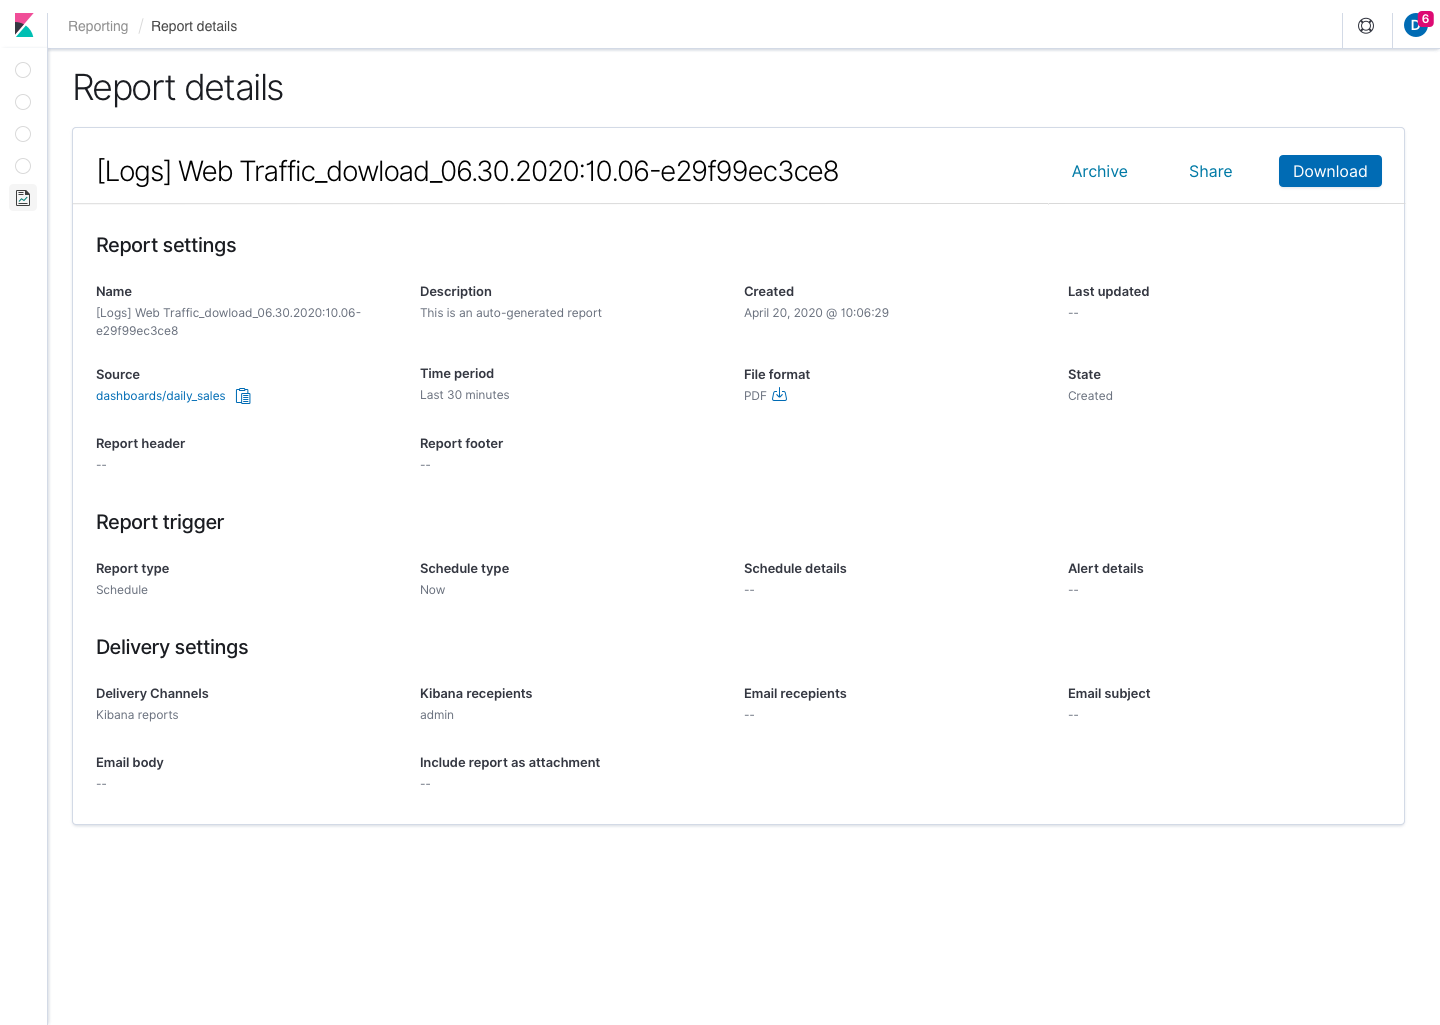 Reporting / Report details
D 6
Report details
[Logs] Web Traffic_dowload_06.30.2020:10.06-e29f99ec3ce8
Archive Share Download
Report settings
Name Description Created Last updated
[Logs] Web Traffic_dowload_06.30.2020:10.06- This is an auto-generated report April 20, 2020 @ 10:06:29 --
e29f99ec3ce8
Source Time period File format State
dashboards/daily_sales Last 30 minutes PDF Created
Report header Report footer
-- --
Report trigger
Report type Schedule type Schedule details Alert details
Schedule Now -- --
Delivery settings
Delivery Channels Kibana recepients Email recepients Email subject
Kibana reports admin -- --
Email body Include report as attachment
-- --